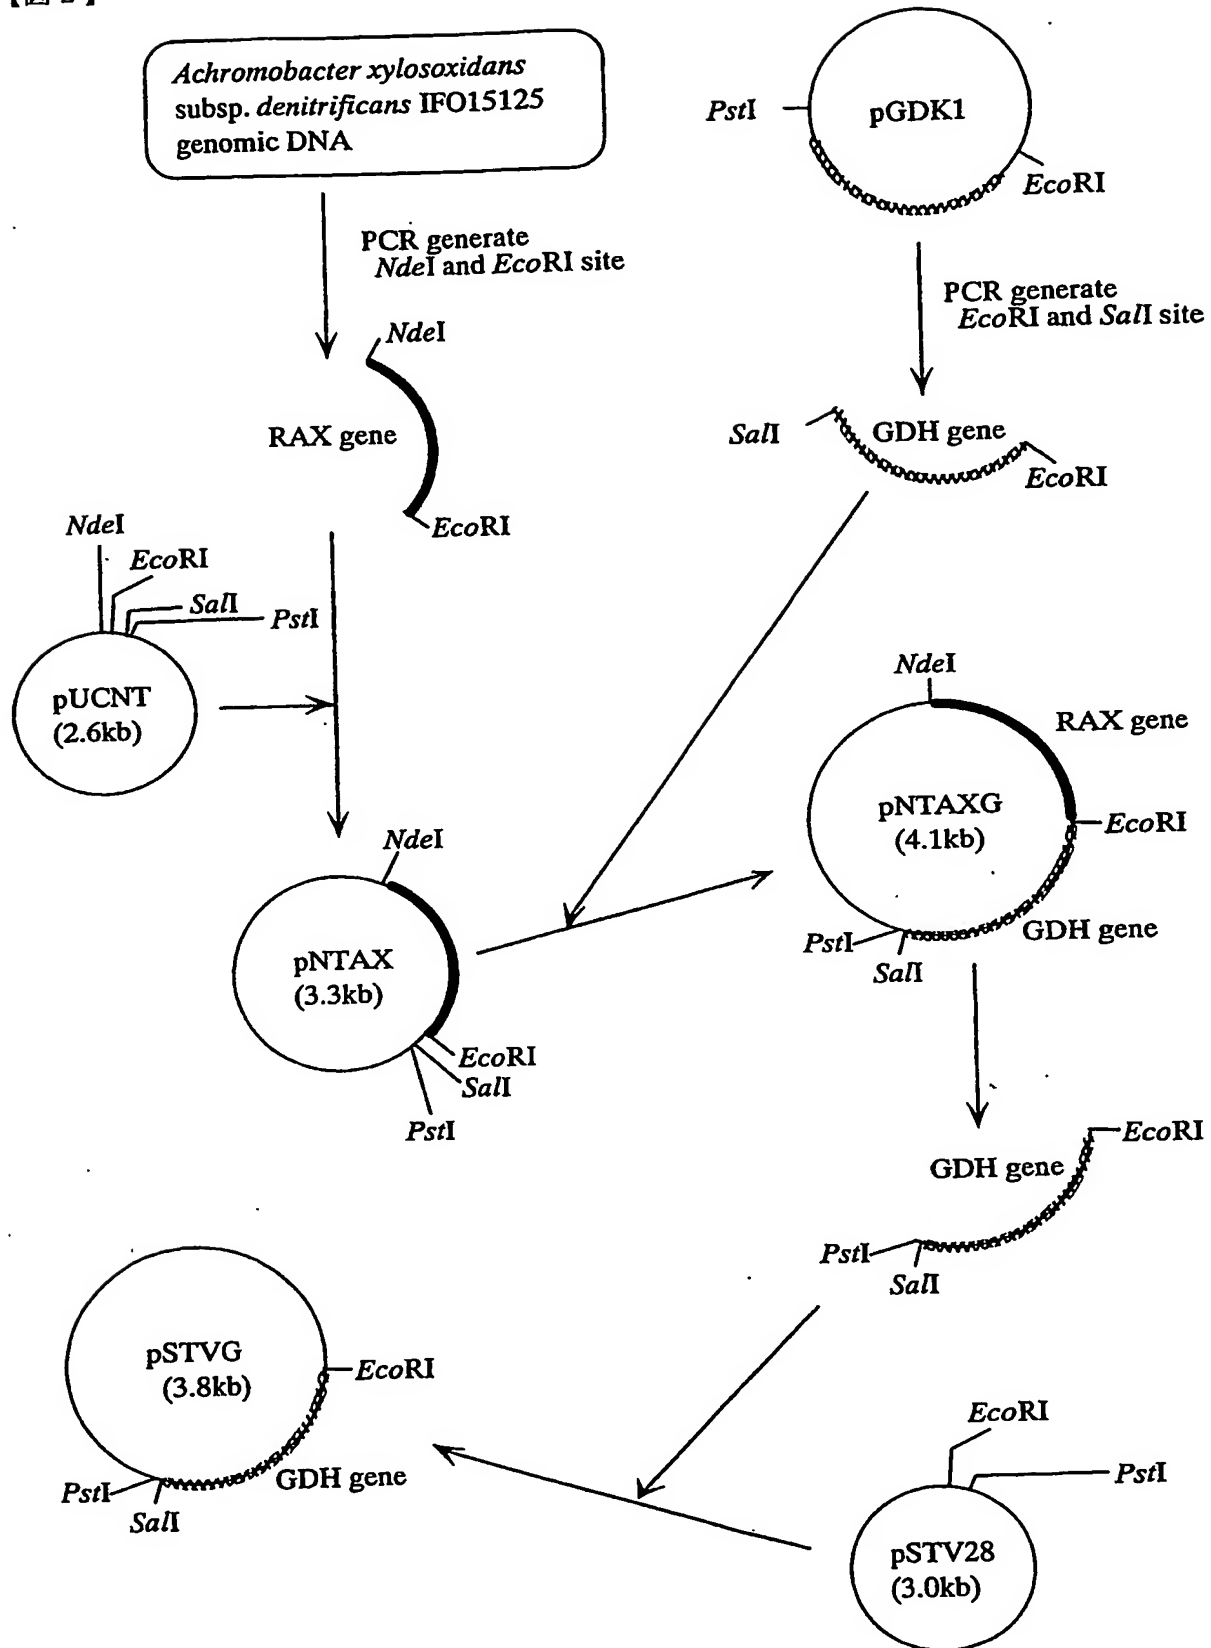 Achromobacter xylosoxidans
subsp. denitrificans IFO15125
genomic DNA
PstI
pGDK1
EcoRI
PCR generate
NdeI and EcoRI site
PCR generate
EcoRI and SalI site
NdeI
RAX gene
EcoRI
SalI
GDH gene
EcoRI
NdeI
EcoRI
SalI
PstI
pUCNT
(2.6kb)
NdeI
RAX gene
pNTAXG
(4.1kb)
EcoRI
PstI
SalI
GDH gene
NdeI
pNTAX
(3.3kb)
EcoRI
SalI
PstI
EcoRI
GDH gene
PstI
SalI
pSTVG
(3.8kb)
EcoRI
GDH gene
PstI
SalI
EcoRI
PstI
pSTV28
(3.0kb)